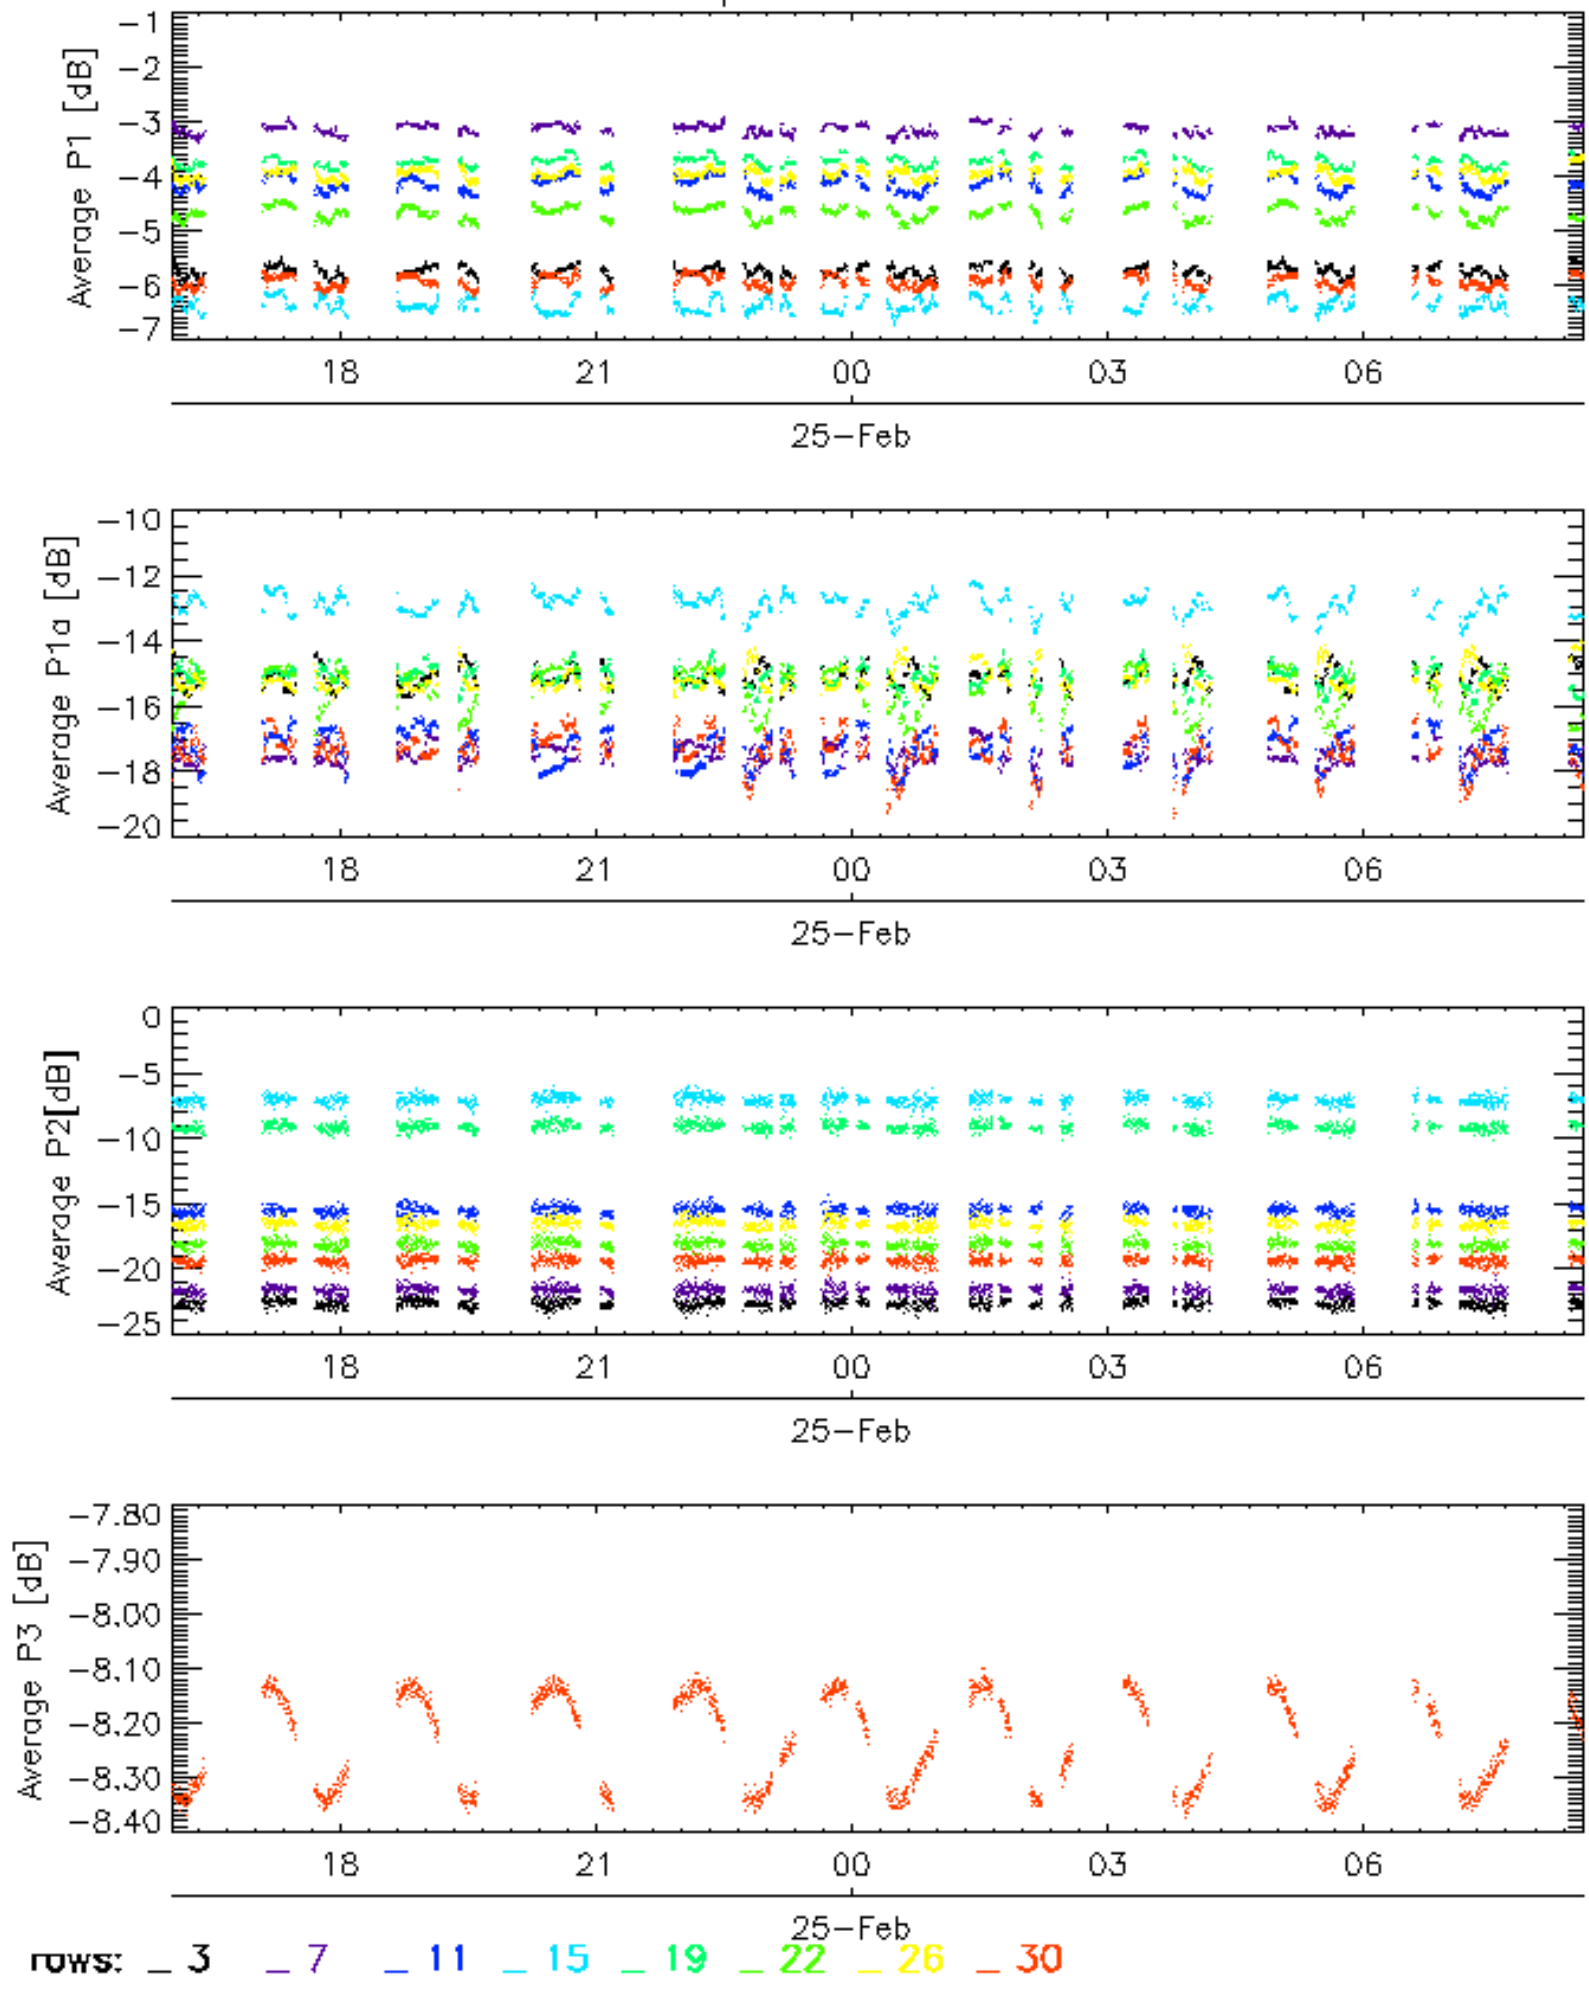 Average P1 [dB]
-1
-2
-3
-4
-5
-6
-7
18 21 00 03 06
25-Feb
Average P1a [dB]
-10
-12
-14
-16
-18
-20
18 21 00 03 06
25-Feb
Average P2[dB]
0
-5
-10
-15
-20
-25
18 21 00 03 06
25-Feb
Average P3 [dB]
-7.80
-7.90
-8.00
-8.10
-8.20
-8.30
-8.40
18 21 00 03 06
25-Feb
rows: _ 3 _ 7 _ 11 _ 15 _ 19 _ 22 _ 26 _ 30